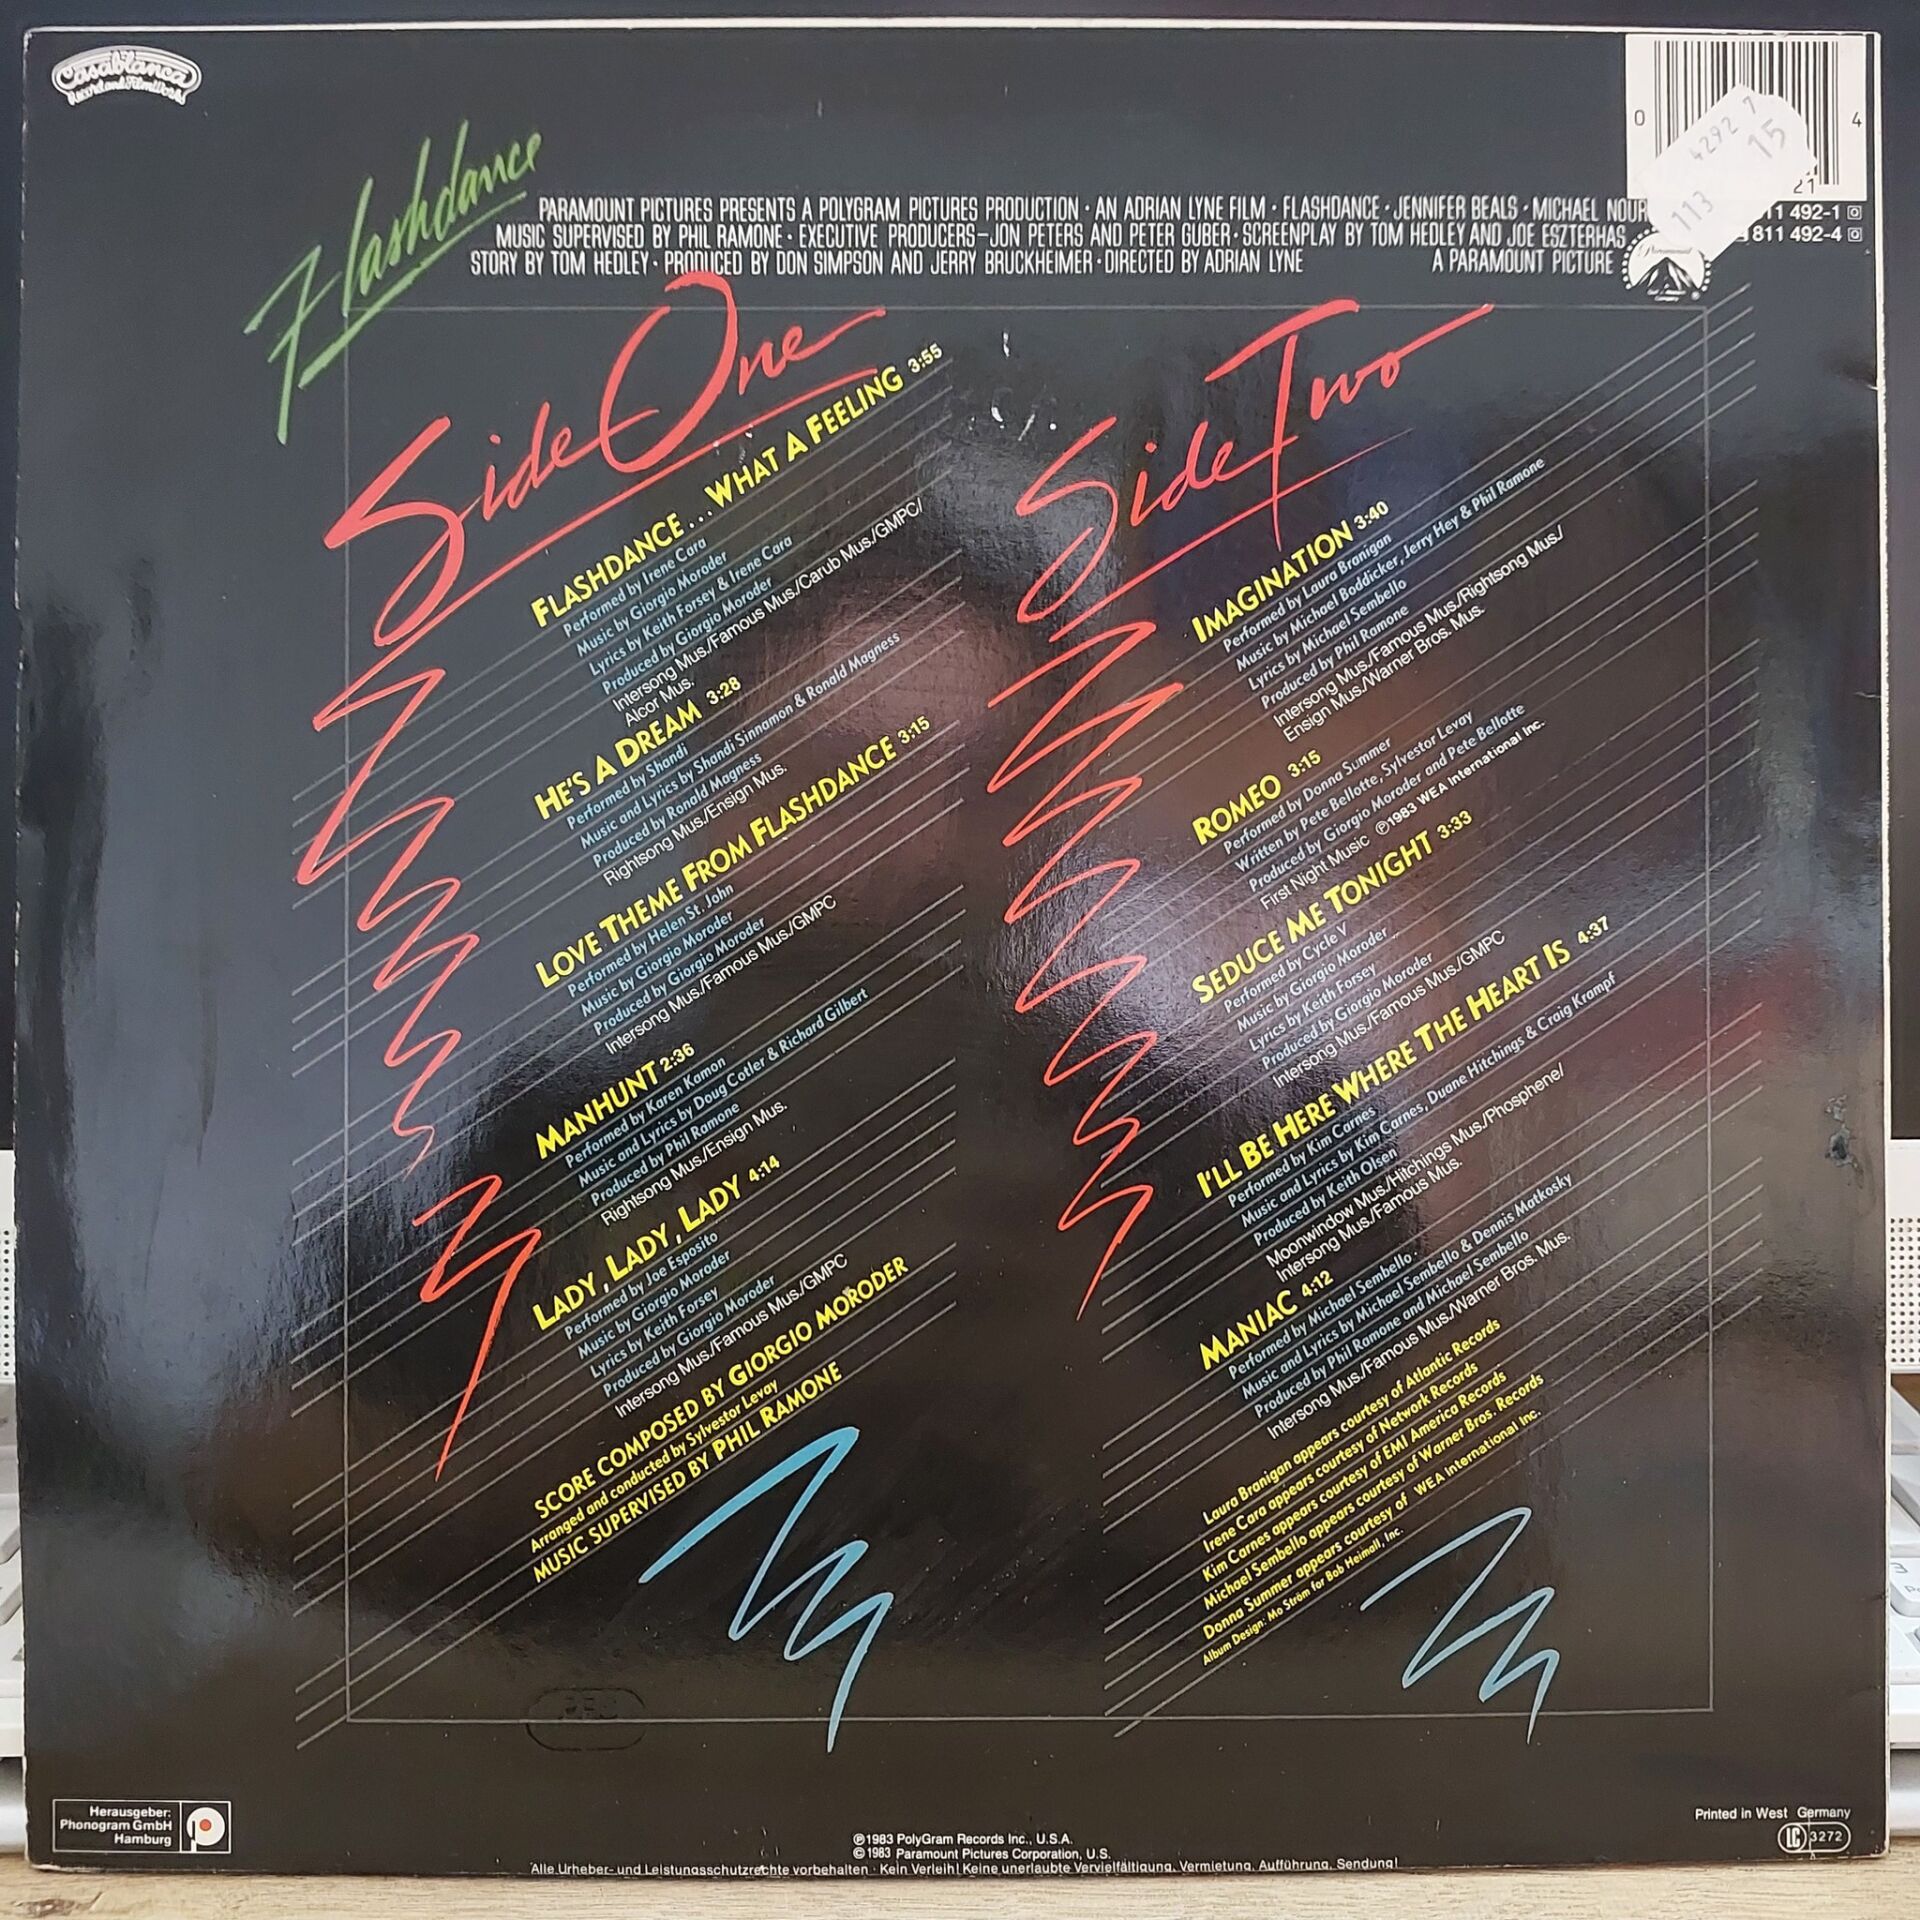 Casablanca
Record and FilmWorks
Flashdance
PARAMOUNT PICTURES PRESENTS A POLYGRAM PICTURES PRODUCTION · AN ADRIAN LYNE FILM · FLASHDANCE · JENNIFER BEALS · MICHAEL NOUR
MUSIC SUPERVISED BY PHIL RAMONE · EXECUTIVE PRODUCERS—JON PETERS AND PETER GUBER · SCREENPLAY BY TOM HEDLEY AND JOE ESZTERHAS
STORY BY TOM HEDLEY · PRODUCED BY DON SIMPSON AND JERRY BRUCKHEIMER · DIRECTED BY ADRIAN LYNE
A PARAMOUNT PICTURE
Paramount
0 4
21
4292 7
113 15
811 492-1
811 492-4
Side One
FLASHDANCE...WHAT A FEELING 3:55
Performed by Irene Cara
Music by Giorgio Moroder
Lyrics by Keith Forsey & Irene Cara
Produced by Giorgio Moroder
Intersong Mus./Famous Mus./Carub Mus./GMPC/
Alcor Mus.
HE'S A DREAM 3:28
Performed by Shandi
Music and Lyrics by Shandi Sinnamon & Ronald Magness
Produced by Ronald Magness
Rightsong Mus./Ensign Mus.
LOVE THEME FROM FLASHDANCE 3:15
Performed by Helen St. John
Music by Giorgio Moroder
Produced by Giorgio Moroder
Intersong Mus./Famous Mus./GMPC
MANHUNT 2:36
Performed by Karen Kamon
Music and Lyrics by Doug Cotler & Richard Gilbert
Produced by Phil Ramone
Rightsong Mus./Ensign Mus.
LADY, LADY, LADY 4:14
Performed by Joe Esposito
Music by Giorgio Moroder
Lyrics by Keith Forsey
Produced by Giorgio Moroder
Intersong Mus./Famous Mus./GMPC
SCORE COMPOSED BY GIORGIO MORODER
Arranged and conducted by Sylvestor Levay
MUSIC SUPERVISED BY PHIL RAMONE
Side Two
IMAGINATION 3:40
Performed by Laura Branigan
Music by Michael Boddicker, Jerry Hey & Phil Ramone
Lyrics by Michael Sembello
Produced by Phil Ramone
Intersong Mus./Famous Mus./Rightsong Mus./
Ensign Mus./Warner Bros. Mus.
ROMEO 3:15
Performed by Donna Summer
Written by Pete Bellotte, Sylvestor Levay
Produced by Giorgio Moroder and Pete Bellotte
First Night Music ℗1983 WEA International Inc.
SEDUCE ME TONIGHT 3:33
Performed by Cycle V
Music by Giorgio Moroder
Lyrics by Keith Forsey
Produced by Giorgio Moroder
Intersong Mus./Famous Mus./GMPC
I'LL BE HERE WHERE THE HEART IS 4:37
Performed by Kim Carnes
Music and Lyrics by Kim Carnes, Duane Hitchings & Craig Krampf
Produced by Keith Olsen
Moonwindow Mus./Hitchings Mus./Phosphene/
Intersong Mus./Famous Mus.
MANIAC 4:12
Performed by Michael Sembello
Music and Lyrics by Michael Sembello & Dennis Matkosky
Produced by Phil Ramone and Michael Sembello
Intersong Mus./Famous Mus./Warner Bros. Mus.
Laura Branigan appears courtesy of Atlantic Records
Irene Cara appears courtesy of Network Records
Kim Carnes appears courtesy of EMI America Records
Michael Sembello appears courtesy of Warner Bros. Records
Donna Summer appears courtesy of WEA International Inc.
Album Design: Mo Ström for Bob Heimall, Inc.
Herausgeber:
Phonogram GmbH
Hamburg
℗1983 PolyGram Records Inc., U.S.A.
©1983 Paramount Pictures Corporation, U.S.
Alle Urheber- und Leistungsschutzrechte vorbehalten · Kein Verleih! Keine unerlaubte Vervielfältigung, Vermietung, Aufführung, Sendung!
Printed in West Germany
LC 3272